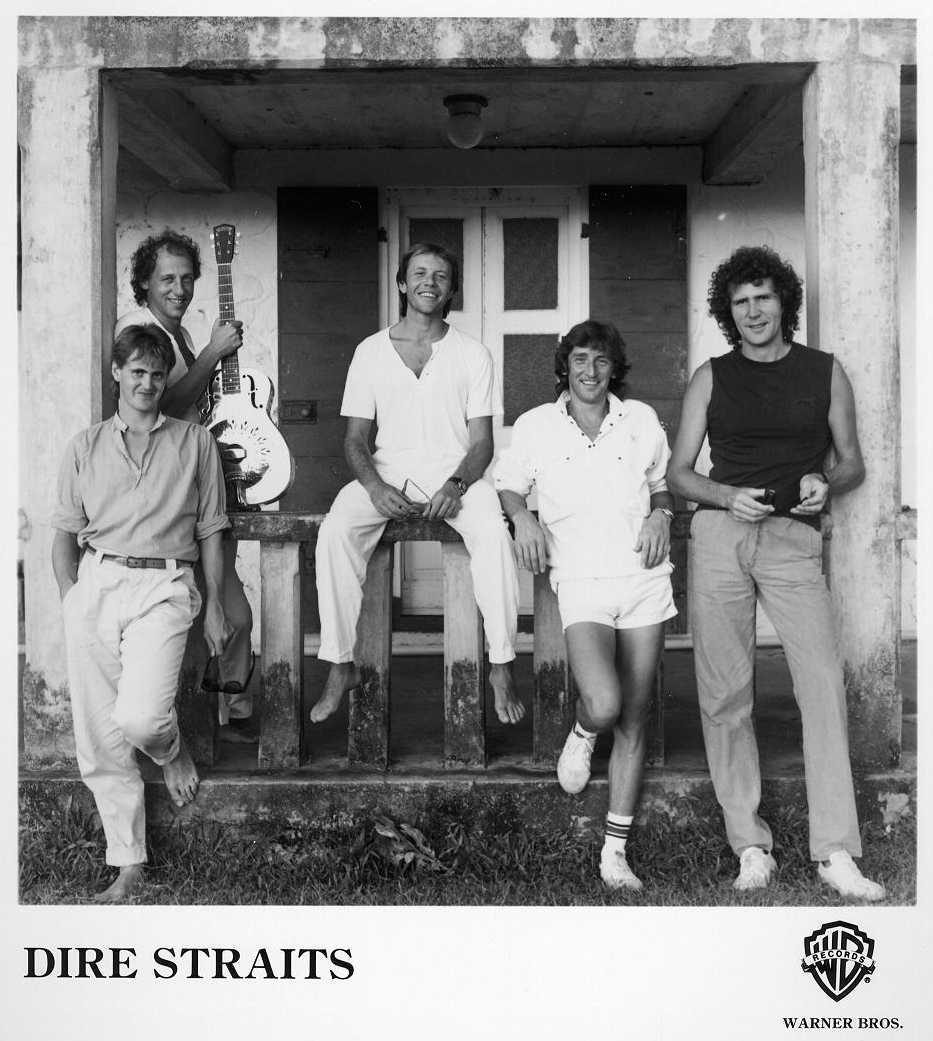 DIRE STRAITS
WB
RECORDS
®
WARNER BROS.